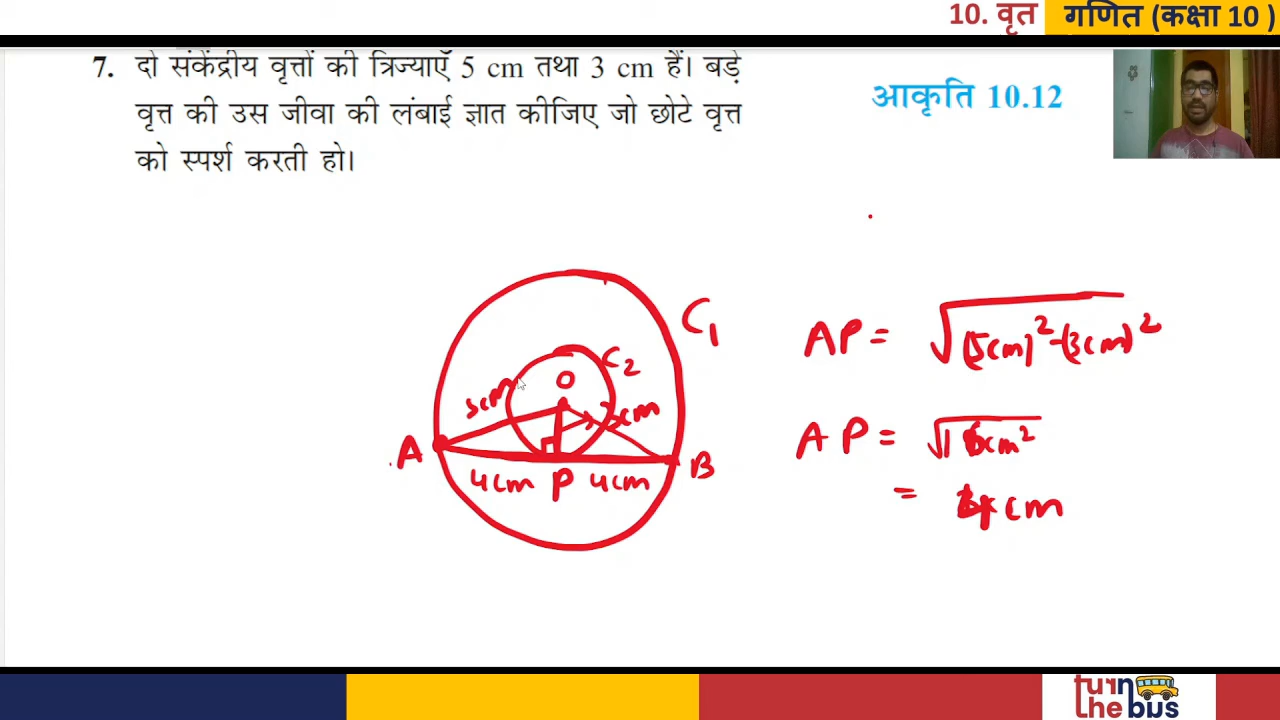 10. वृत गणित (कक्षा 10 )
7. दो संकेंद्रीय वृत्तों की त्रिज्याएँ 5 cm तथा 3 cm हैं। बड़े
वृत्त की उस जीवा की लंबाई ज्ञात कीजिए जो छोटे वृत्त
को स्पर्श करती हो।
आकृति 10.12
C1
C2
O
5cm
3cm
A
B
4cm P 4cm
AP = √(5cm)² - (3cm)²
AP = √16cm²
= 4cm
turn
the bus